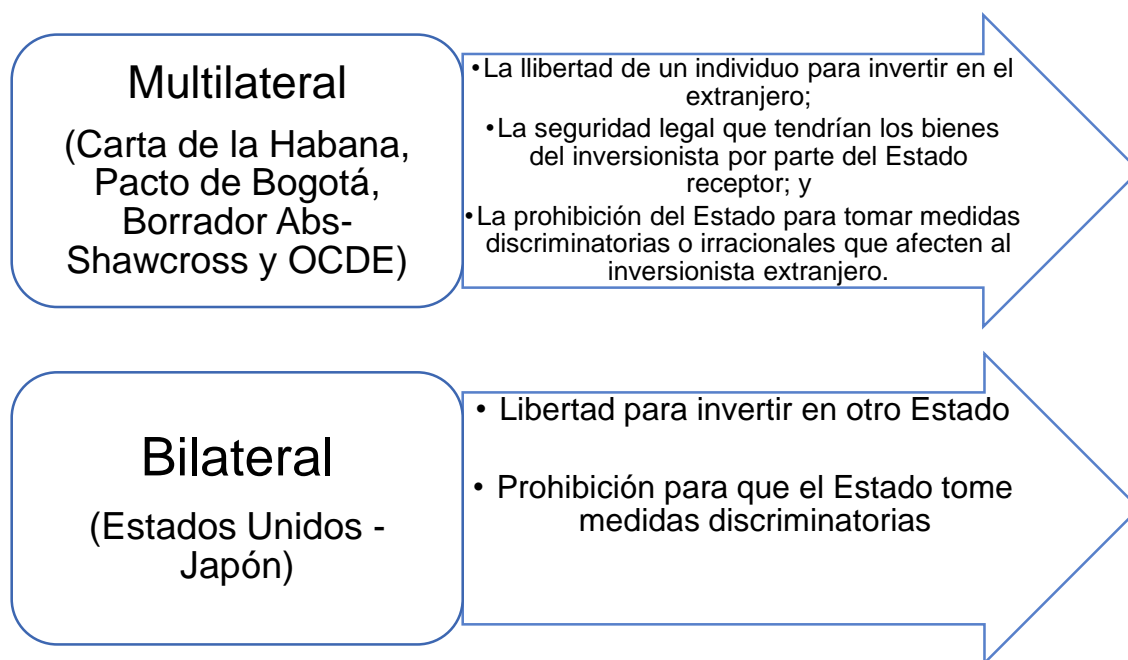 Multilateral
(Carta de la Habana,
Pacto de Bogotá,
Borrador Abs-
Shawcross y OCDE)
•La llibertad de un individuo para invertir en el
extranjero;
•La seguridad legal que tendrían los bienes
del inversionista por parte del Estado
receptor; y
•La prohibición del Estado para tomar medidas
discriminatorias o irracionales que afecten al
inversionista extranjero.
Bilateral
(Estados Unidos -
Japón)
• Libertad para invertir en otro Estado
• Prohibición para que el Estado tome
medidas discriminatorias